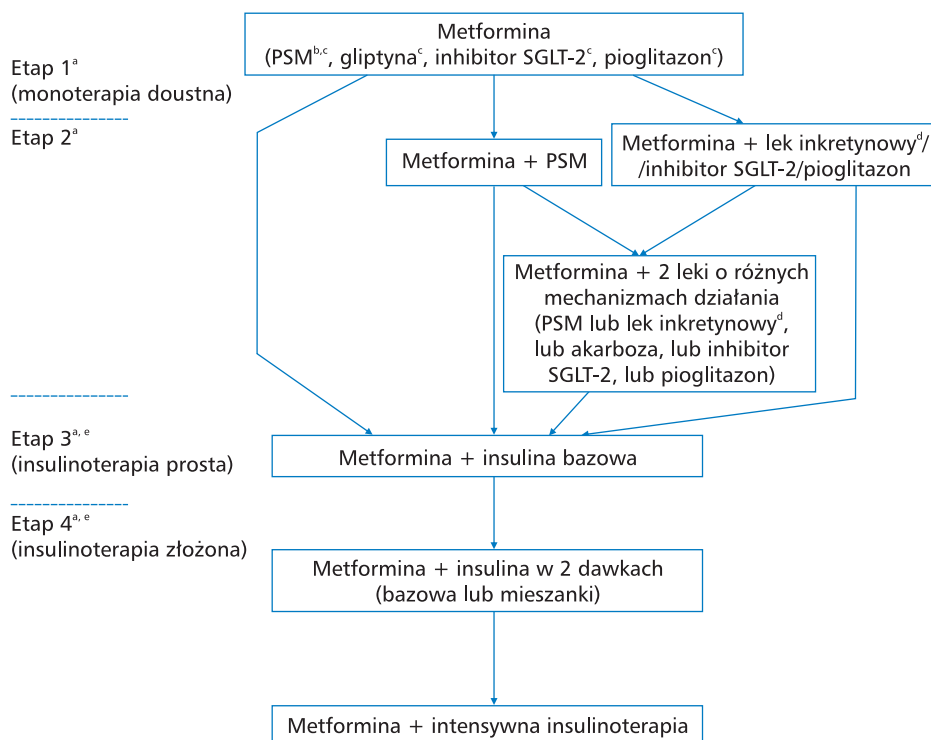 Metformina
(PSMᵇ,ᶜ, gliptynaᶜ, inhibitor SGLT-2ᶜ, pioglitazonᶜ)
Etap 1ᵃ
(monoterapia doustna)
Etap 2ᵃ
Metformina + PSM
Metformina + lek inkretynowyᵈ/
/inhibitor SGLT-2/pioglitazon
Metformina + 2 leki o różnych
mechanizmach działania
(PSM lub lek inkretynowyᵈ,
lub akarboza, lub inhibitor
SGLT-2, lub pioglitazon)
Etap 3ᵃ, ᵉ
(insulinoterapia prosta)
Metformina + insulina bazowa
Etap 4ᵃ, ᵉ
(insulinoterapia złożona)
Metformina + insulina w 2 dawkach
(bazowa lub mieszanki)
Metformina + intensywna insulinoterapia